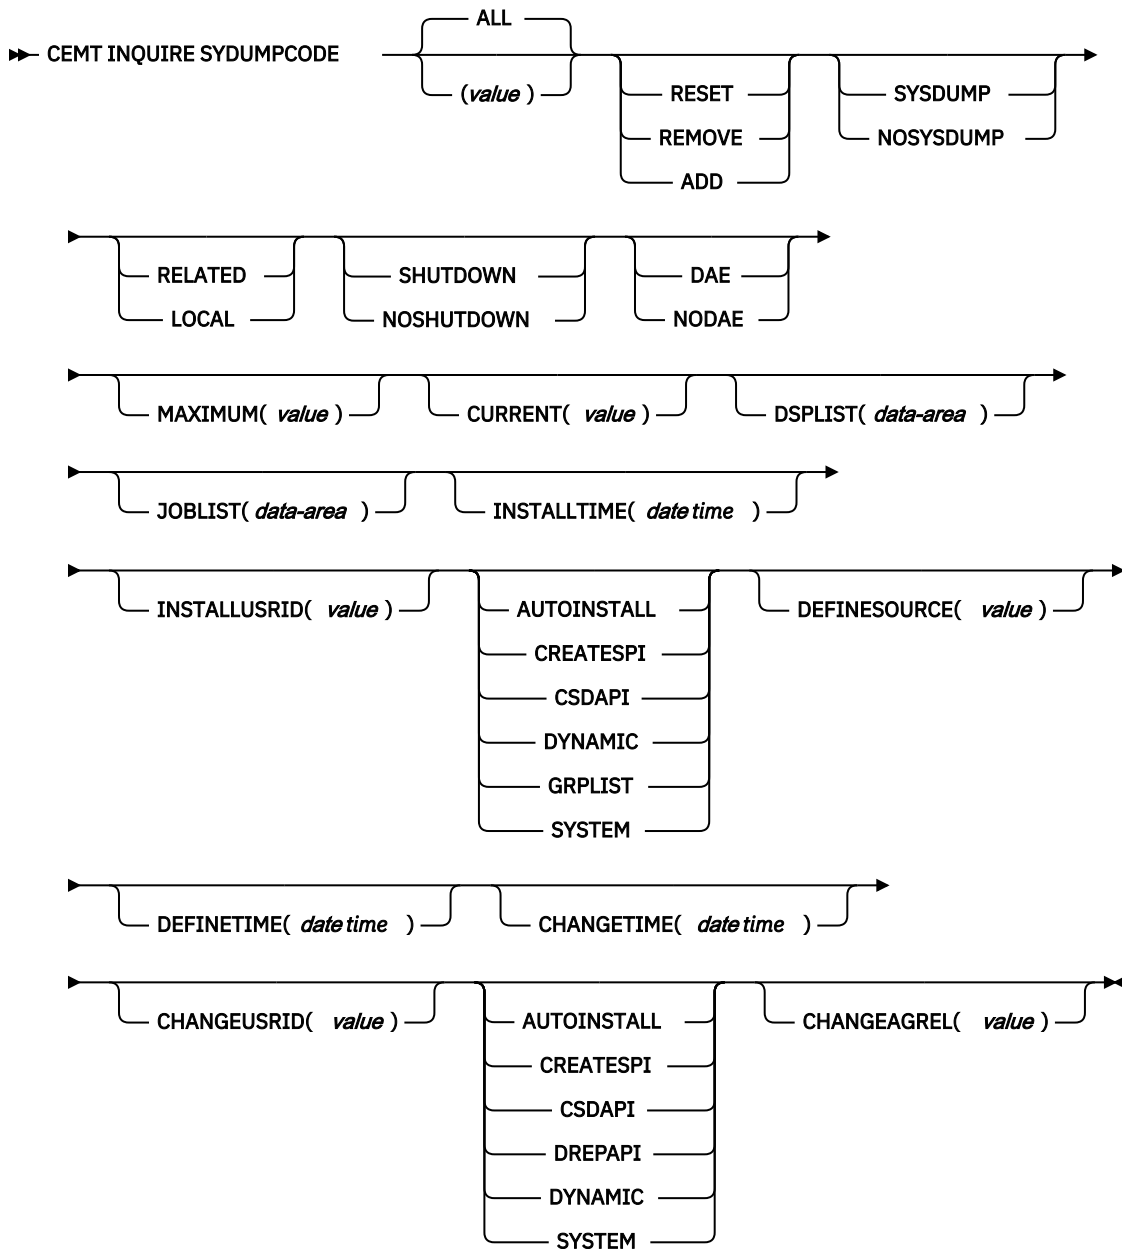 ALL
CEMT INQUIRE SYDUMPCODE
(value )
RESET
REMOVE
ADD
SYSDUMP
NOSYSDUMP
RELATED
LOCAL
SHUTDOWN
NOSHUTDOWN
DAE
NODAE
MAXIMUM( value )
CURRENT( value )
DSPLIST( data-area )
JOBLIST( data-area )
INSTALLTIME( date time )
INSTALLUSRID( value )
AUTOINSTALL
CREATESPI
CSDAPI
DYNAMIC
GRPLIST
SYSTEM
DEFINESOURCE( value )
DEFINETIME( date time )
CHANGETIME( date time )
CHANGEUSRID( value )
AUTOINSTALL
CREATESPI
CSDAPI
DREPAPI
DYNAMIC
SYSTEM
CHANGEAGREL( value )